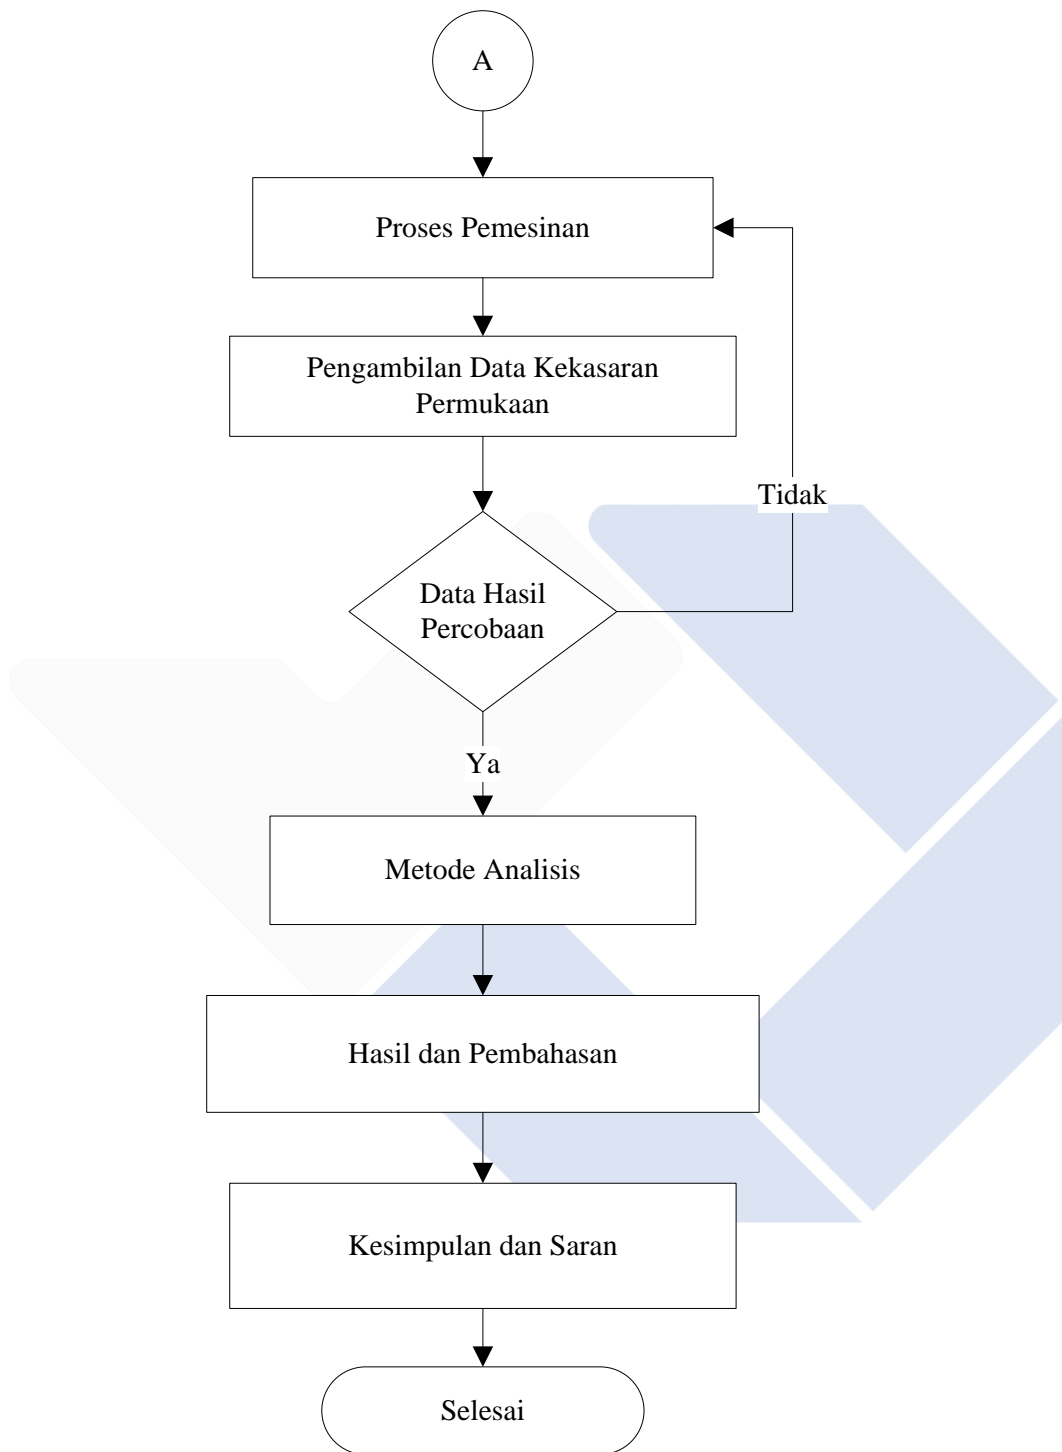 A
Proses Pemesinan
Pengambilan Data Kekasaran
Permukaan
Tidak
Data Hasil
Percobaan
Ya
Metode Analisis
Hasil dan Pembahasan
Kesimpulan dan Saran
Selesai